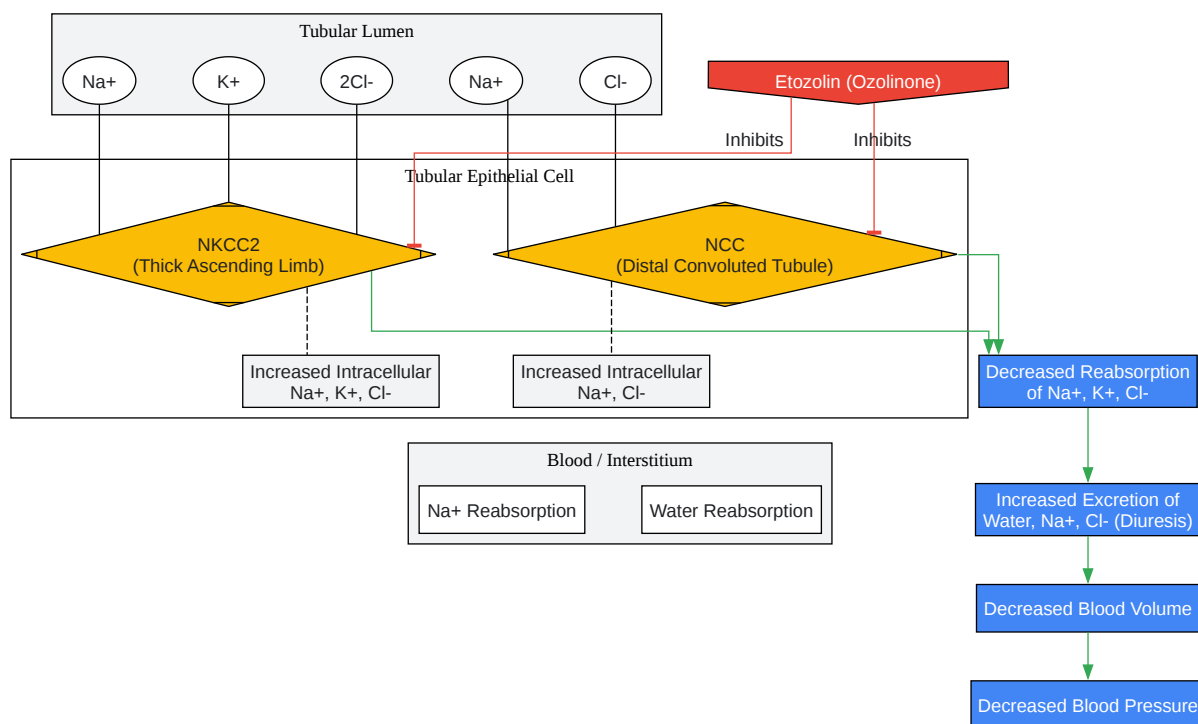 Tubular Lumen
Na+
K+
2Cl-
Na+
Cl-
Etozolin (Ozolinone)
Inhibits
Inhibits
Tubular Epithelial Cell
NKCC2
(Thick Ascending Limb)
NCC
(Distal Convoluted Tubule)
Increased Intracellular
Na+, K+, Cl-
Increased Intracellular
Na+, Cl-
Decreased Reabsorption
of Na+, K+, Cl-
Blood / Interstitium
Na+ Reabsorption
Water Reabsorption
Increased Excretion of
Water, Na+, Cl- (Diuresis)
Decreased Blood Volume
Decreased Blood Pressure